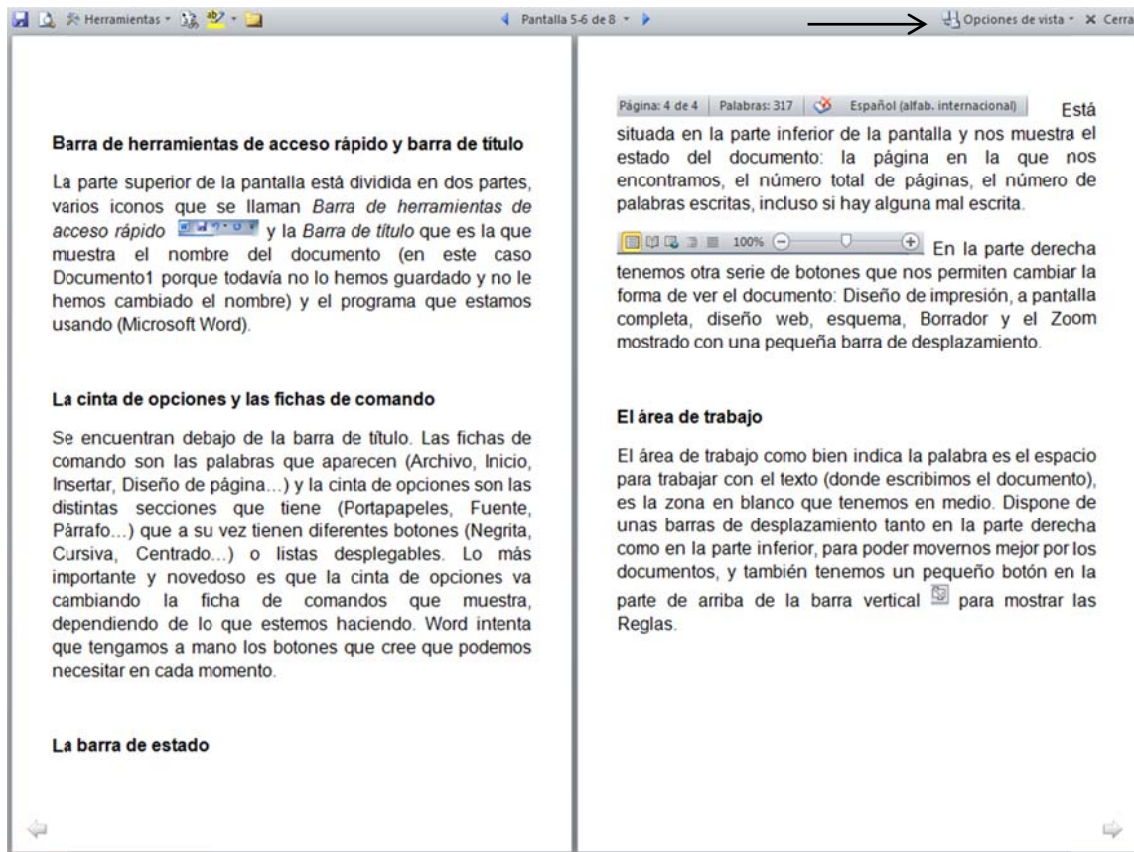 Herramientas
Pantalla 5-6 de 8
Opciones de vista
Cerra
Barra de herramientas de acceso rápido y barra de título
La parte superior de la pantalla está dividida en dos partes,
varios iconos que se llaman Barra de herramientas de
acceso rápido y la Barra de título que es la que
muestra el nombre del documento (en este caso
Documento1 porque todavía no lo hemos guardado y no le
hemos cambiado el nombre) y el programa que estamos
usando (Microsoft Word).
La cinta de opciones y las fichas de comando
Se encuentran debajo de la barra de título. Las fichas de
comando son las palabras que aparecen (Archivo, Inicio,
Insertar, Diseño de página...) y la cinta de opciones son las
distintas secciones que tiene (Portapapeles, Fuente,
Párrafo...) que a su vez tienen diferentes botones (Negrita,
Cursiva, Centrado...) o listas desplegables. Lo más
importante y novedoso es que la cinta de opciones va
cambiando la ficha de comandos que muestra,
dependiendo de lo que estemos haciendo. Word intenta
que tengamos a mano los botones que cree que podemos
necesitar en cada momento.
La barra de estado
Página: 4 de 4 Palabras: 317 Español (alfab. internacional) Está
situada en la parte inferior de la pantalla y nos muestra el
estado del documento: la página en la que nos
encontramos, el número total de páginas, el número de
palabras escritas, incluso si hay alguna mal escrita.
100% En la parte derecha
tenemos otra serie de botones que nos permiten cambiar la
forma de ver el documento: Diseño de impresión, a pantalla
completa, diseño web, esquema, Borrador y el Zoom
mostrado con una pequeña barra de desplazamiento.
El área de trabajo
El área de trabajo como bien indica la palabra es el espacio
para trabajar con el texto (donde escribimos el documento),
es la zona en blanco que tenemos en medio. Dispone de
unas barras de desplazamiento tanto en la parte derecha
como en la parte inferior, para poder movernos mejor por los
documentos, y también tenemos un pequeño botón en la
parte de arriba de la barra vertical para mostrar las
Reglas.